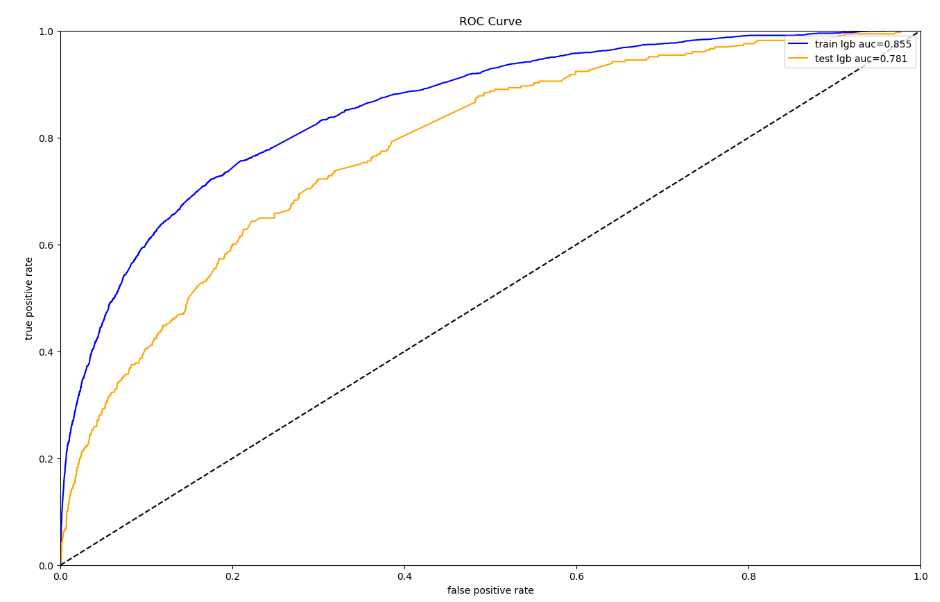 ROC Curve
train lgb auc=0.855
test lgb auc=0.781
true positive rate
1.0
0.8
0.6
0.4
0.2
0.0
0.0 0.2 0.4 0.6 0.8 1.0
false positive rate